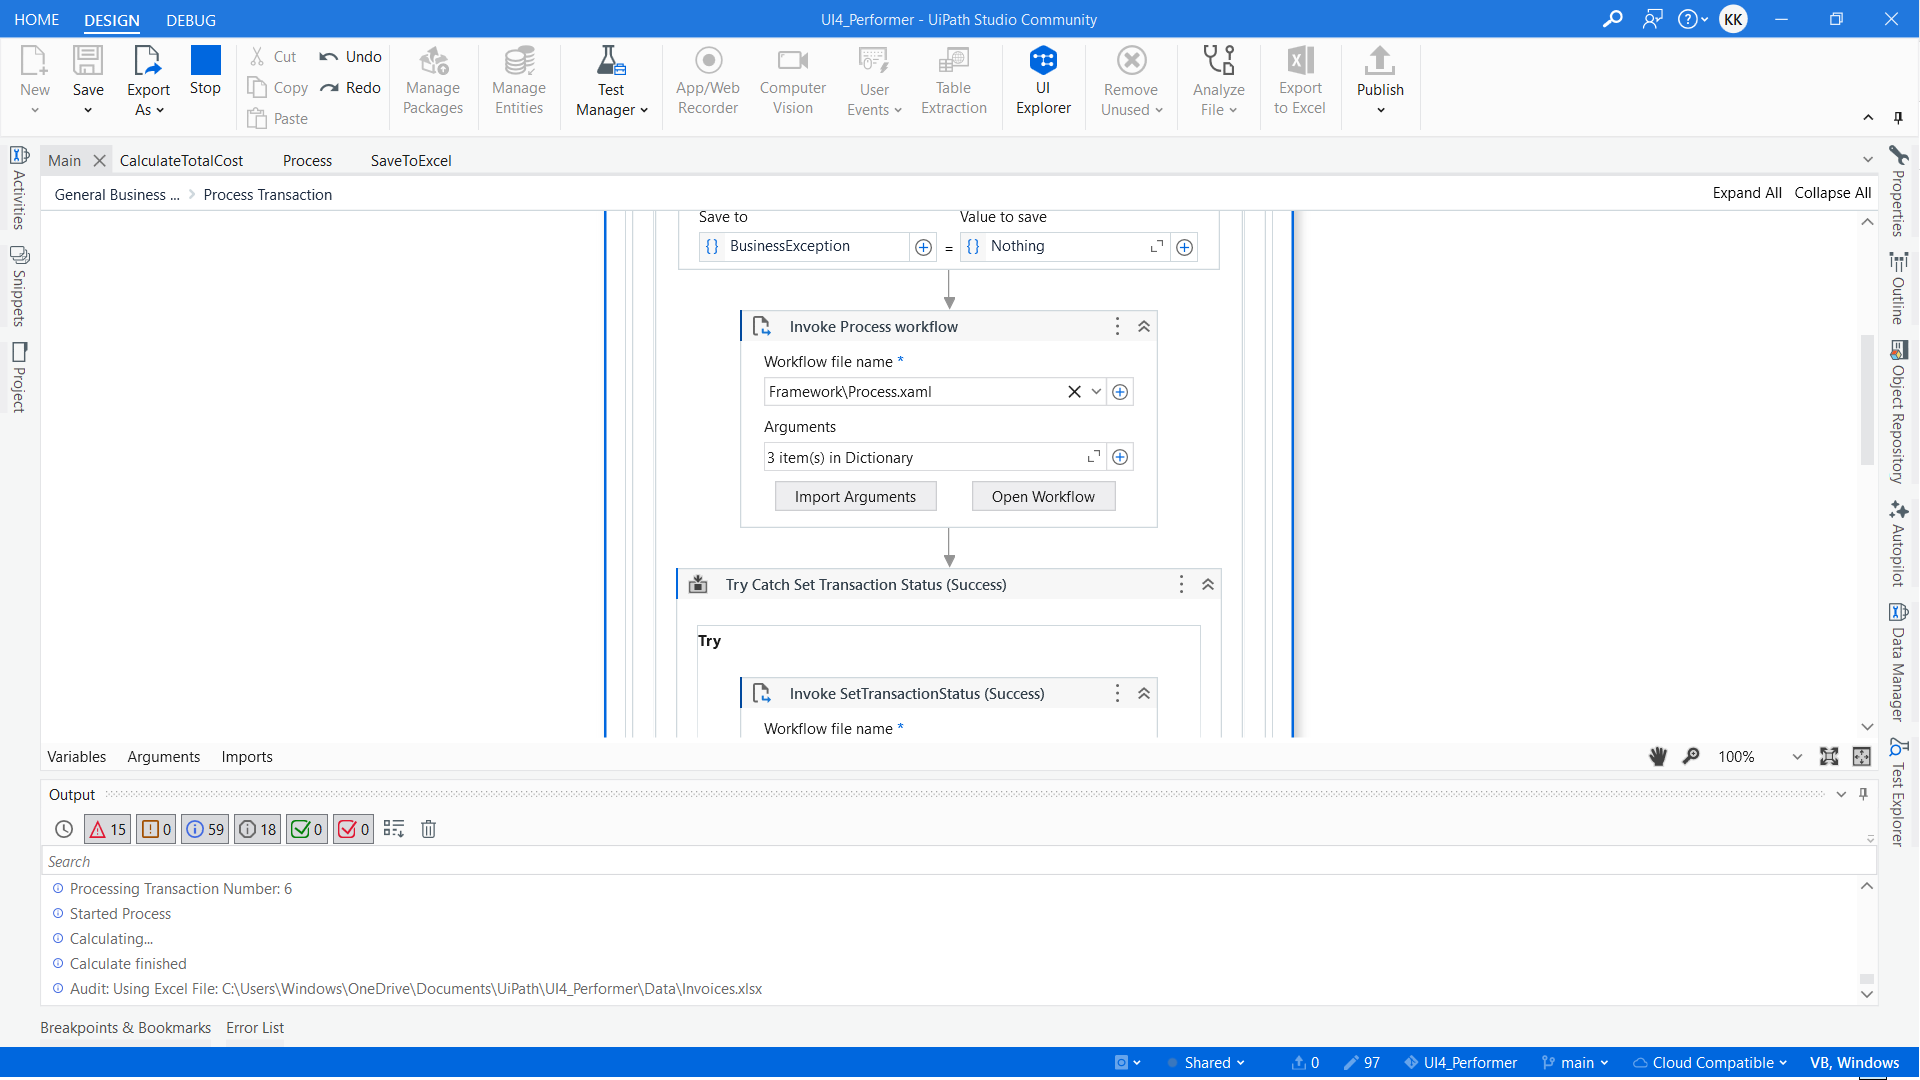 HOME DESIGN DEBUG
UI4_Performer - UiPath Studio Community
KK
New
Save
Export As
Stop
Cut
Copy
Paste
Undo
Redo
Manage Packages
Manage Entities
Test Manager
App/Web Recorder
Computer Vision
User Events
Table Extraction
UI Explorer
Remove Unused
Analyze File
Export to Excel
Publish
Main CalculateTotalCost Process SaveToExcel
General Business ... Process Transaction
Expand All Collapse All
Activities
Snippets
Project
Save to
Value to save
BusinessException = Nothing
Invoke Process workflow
Workflow file name *
Framework\Process.xaml
Arguments
3 item(s) in Dictionary
Import Arguments Open Workflow
Try Catch Set Transaction Status (Success)
Try
Invoke SetTransactionStatus (Success)
Workflow file name *
Properties
Outline
Object Repository
Autopilot
Data Manager
Test Explorer
Variables Arguments Imports
100%
Output
15 0 59 18 0 0
Search
Processing Transaction Number: 6
Started Process
Calculating...
Calculate finished
Audit: Using Excel File: C:\Users\Windows\OneDrive\Documents\UiPath\UI4_Performer\Data\Invoices.xlsx
Breakpoints & Bookmarks Error List
Shared 0 97 UI4_Performer main Cloud Compatible VB, Windows